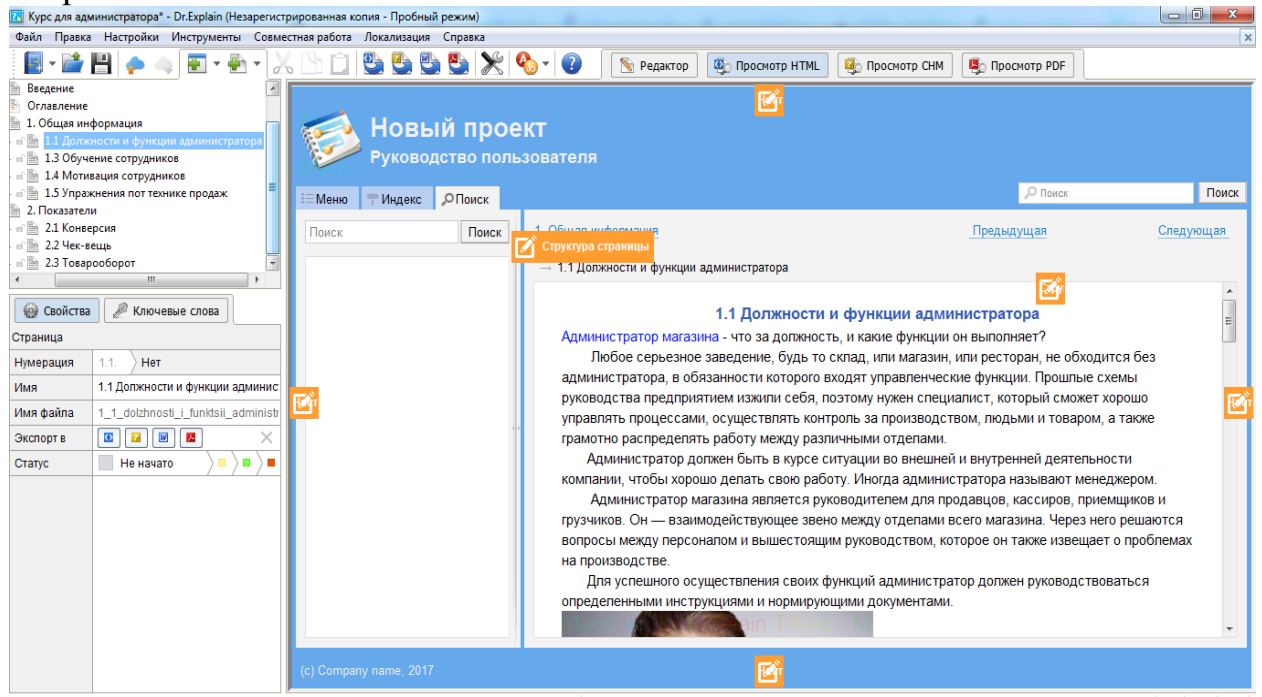 Курс для администратора* - Dr.Explain (Незарегистрированная копия - Пробный режим)
Файл Правка Настройки Инструменты Совместная работа Локализация Справка
Редактор Просмотр HTML Просмотр CHM Просмотр PDF
Введение
Оглавление
1. Общая информация
1.1 Должности и функции администратора
1.3 Обучение сотрудников
1.4 Мотивация сотрудников
1.5 Упражнения пот технике продаж
2. Показатели
2.1 Конверсия
2.2 Чек-вещь
2.3 Товарооборот
Свойства Ключевые слова
Страница
Нумерация 1.1. Нет
Имя 1.1 Должности и функции админис
Имя файла 1_1_dolzhnosti_i_funktsii_administr
Экспорт в
Статус Не начато
Новый проект
Руководство пользователя
Меню Индекс Поиск
Поиск Поиск
Поиск Поиск
1. Общая информация Предыдущая Следующая
Структура страницы
→ 1.1 Должности и функции администратора
1.1 Должности и функции администратора
Администратор магазина - что за должность, и какие функции он выполняет?
Любое серьезное заведение, будь то склад, или магазин, или ресторан, не обходится без
администратора, в обязанности которого входят управленческие функции. Прошлые схемы
руководства предприятием изжили себя, поэтому нужен специалист, который сможет хорошо
управлять процессами, осуществлять контроль за производством, людьми и товаром, а также
грамотно распределять работу между различными отделами.
Администратор должен быть в курсе ситуации во внешней и внутренней деятельности
компании, чтобы хорошо делать свою работу. Иногда администратора называют менеджером.
Администратор магазина является руководителем для продавцов, кассиров, приемщиков и
грузчиков. Он — взаимодействующее звено между отделами всего магазина. Через него решаются
вопросы между персоналом и вышестоящим руководством, которое он также извещает о проблемах
на производстве.
Для успешного осуществления своих функций администратор должен руководствоваться
определенными инструкциями и нормирующими документами.
(c) Company name, 2017